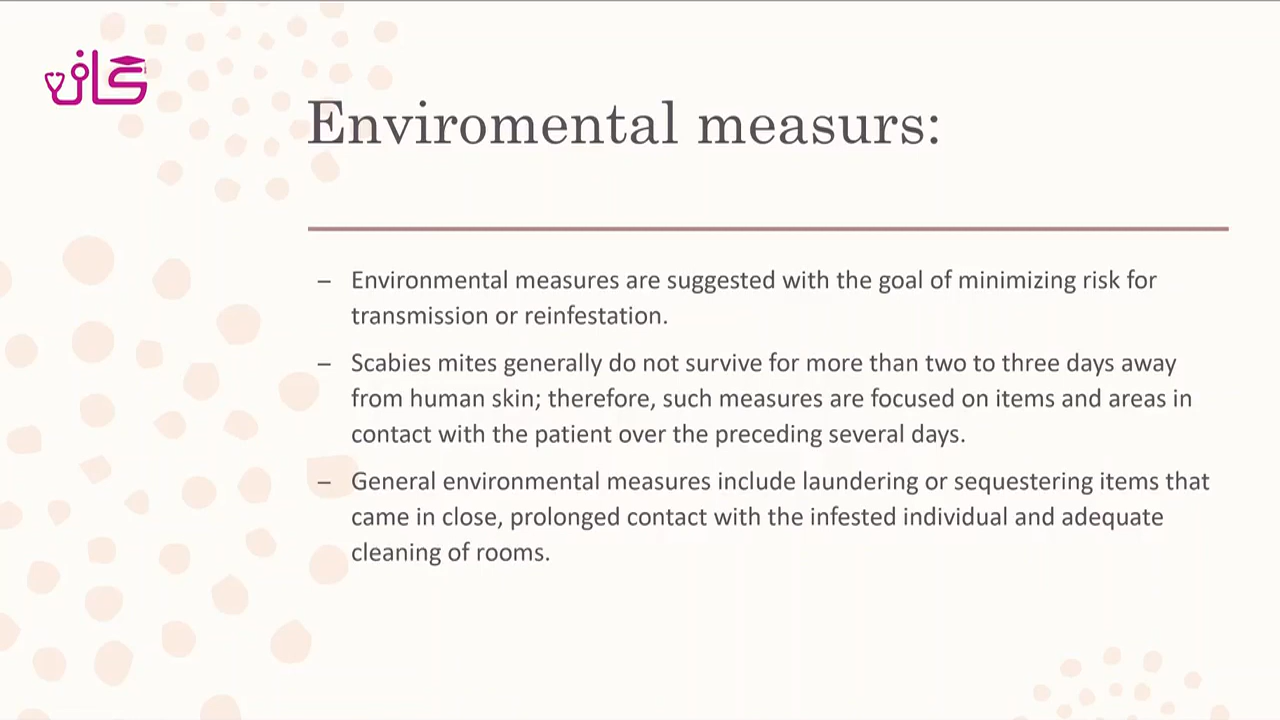 كان
Enviromental measurs:
– Environmental measures are suggested with the goal of minimizing risk for
transmission or reinfestation.
– Scabies mites generally do not survive for more than two to three days away
from human skin; therefore, such measures are focused on items and areas in
contact with the patient over the preceding several days.
– General environmental measures include laundering or sequestering items that
came in close, prolonged contact with the infested individual and adequate
cleaning of rooms.